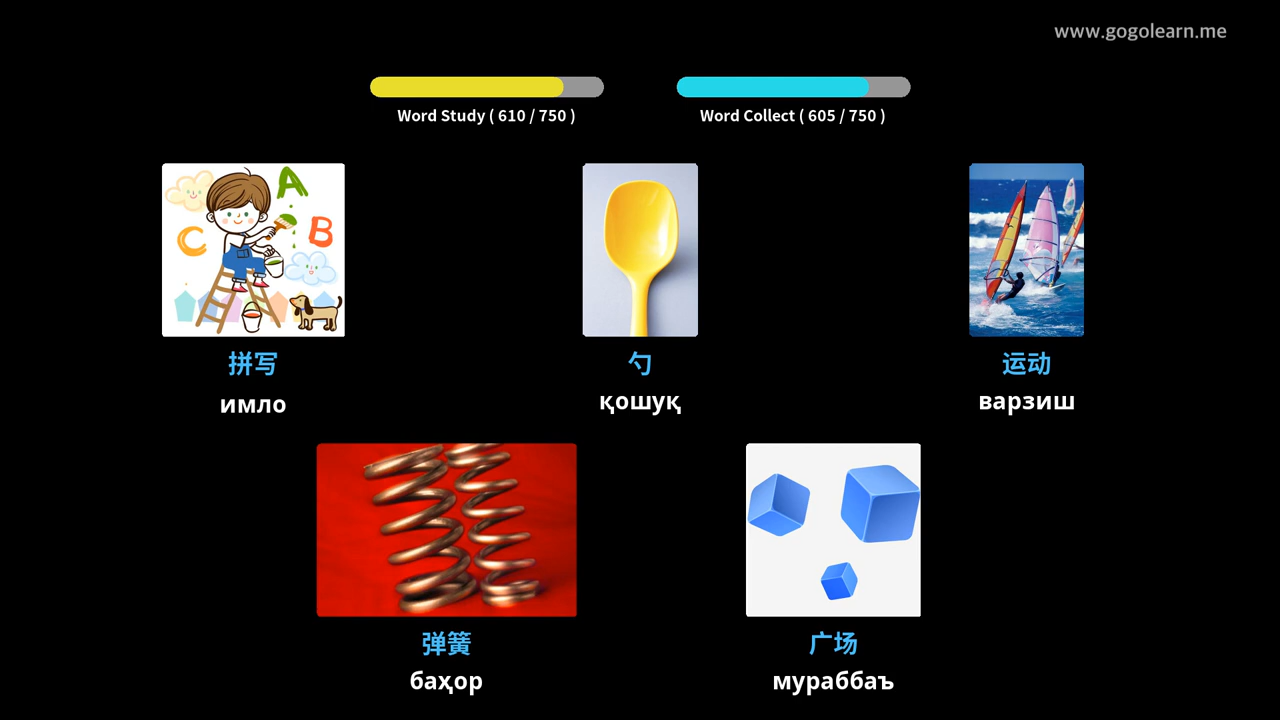 www.gogolearn.me
Word Study ( 610 / 750 )
Word Collect ( 605 / 750 )
A
B
C
拼写
勺
运动
имло
қошуқ
варзиш
弹簧
广场
баҳор
мураббаъ